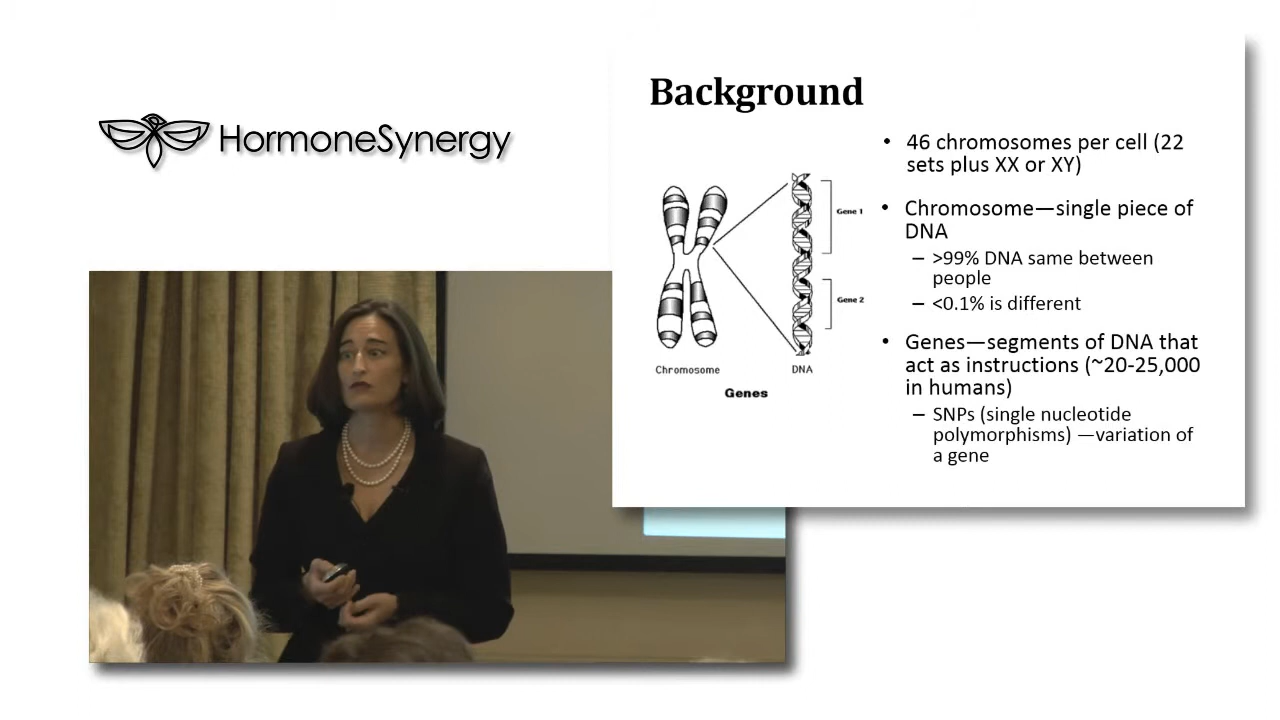 HormoneSynergy
Background
• 46 chromosomes per cell (22
sets plus XX or XY)
• Chromosome—single piece of
DNA
– >99% DNA same between
people
– <0.1% is different
• Genes—segments of DNA that
act as instructions (~20-25,000
in humans)
– SNPs (single nucleotide
polymorphisms) —variation of
a gene
Gene 1
Gene 2
Chromosome
DNA
Genes